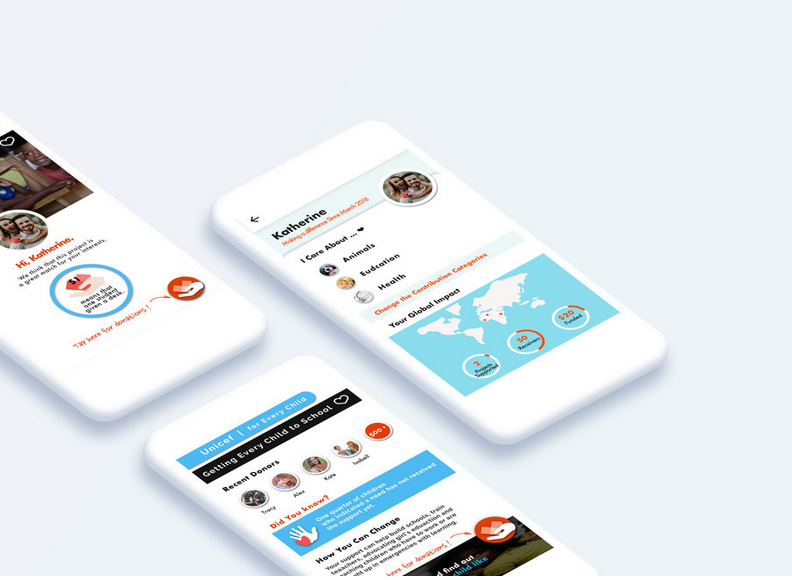 Hi, Katherine.
We think that this project is
a great match for your interests.
$1
means that
one student
given a desk.
Tap here for donations !
Katherine
Making a difference Since March 2018
I Care About ... ❤
Animals
Eudcation
Health
Change the Contribution Categories
Your Global Impact
2
Projects
Supported
50
Receivers
$20
Funded
Unicef | for Every Child
Getting Every Child to School
Recent Donors
500+
Tracy
Alex
Kate
Isabell
Did You know?
One quarter of children
who indicated a need has not received
the support yet.
How You Can Change
Your support can help build schools, train
teachers, advocating girl's eduaction and
coaching children who have to work or are
ght up in emergencies with learning.
here for donations !
d find out
child like